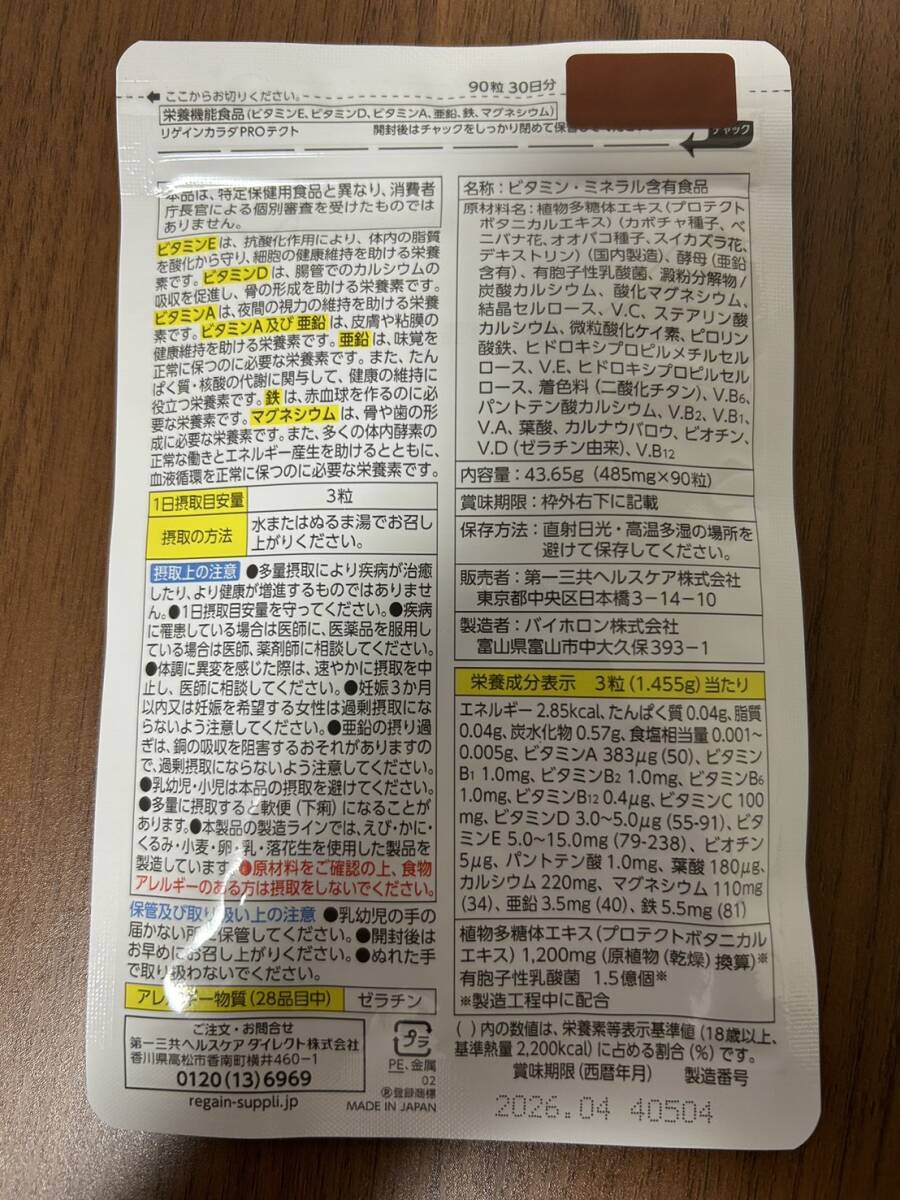 90粒 30日分
ここからお切りください。
栄養機能食品(ビタミンE、ビタミンD、ビタミンA、亜鉛、鉄、マグネシウム)
リゲインカラダPROテクト
開封後はチャックをしっかり閉めて保管
チャック
本品は、特定保健用食品と異なり、消費者
庁長官による個別審査を受けたものでは
ありません。
ビタミンEは、抗酸化作用により、体内の脂質
を酸化から守り、細胞の健康維持を助ける栄養
素です。ビタミンDは、腸管でのカルシウムの
吸収を促進し、骨の形成を助ける栄養素です。
ビタミンAは、夜間の視力の維持を助ける栄養
素です。ビタミンA及び亜鉛は、皮膚や粘膜の
健康維持を助ける栄養素です。亜鉛は、味覚を
正常に保つのに必要な栄養素です。また、たん
ぱく質・核酸の代謝に関与して、健康の維持に
役立つ栄養素です。鉄は、赤血球を作るのに必
要な栄養素です。マグネシウムは、骨や歯の形
成に必要な栄養素です。また、多くの体内酵素の
正常な働きとエネルギー産生を助けるとともに、
血液循環を正常に保つのに必要な栄養素です。
1日摂取目安量 3粒
摂取の方法 水またはぬるま湯でお召し
上がりください。
摂取上の注意 ●多量摂取により疾病が治癒
したり、より健康が増進するものではありませ
ん。●1日摂取目安量を守ってください。●疾病
に罹患している場合は医師に、医薬品を服用し
ている場合は医師、薬剤師に相談してください。
●体調に異変を感じた際は、速やかに摂取を中
止し、医師に相談してください。●妊娠3か月
以内又は妊娠を希望する女性は過剰摂取にな
らないよう注意してください。●亜鉛の摂り過
ぎは、銅の吸収を阻害するおそれがありますの
で、過剰摂取にならないよう注意してください。
●乳幼児・小児は本品の摂取を避けてください。
●多量に摂取すると軟便(下痢)になることが
あります。●本製品の製造ラインでは、えび・かに・
くるみ・小麦・卵・乳・落花生を使用した製品を
製造しています。●原材料をご確認の上、食物
アレルギーのある方は摂取をしないでください。
保管及び取り扱い上の注意 ●乳幼児の手の
届かない所に保管してください。●開封後は
お早めにお召し上がりください。●ぬれた手
で取り扱わないでください。
アレルギー物質(28品目中) ゼラチン
ご注文・お問合せ
第一三共ヘルスケア ダイレクト株式会社
香川県高松市香南町横井460-1
0120(13)6969
regain-suppli.jp
プラ
PE、金属
02
®登録商標
MADE IN JAPAN
名称:ビタミン・ミネラル含有食品
原材料名:植物多糖体エキス(プロテクト
ボタニカルエキス)(カボチャ種子、ベ
ニバナ花、オオバコ種子、スイカズラ花、
デキストリン)(国内製造)、酵母(亜鉛
含有)、有胞子性乳酸菌、澱粉分解物/
炭酸カルシウム、酸化マグネシウム、
結晶セルロース、V.C、ステアリン酸
カルシウム、微粒酸化ケイ素、ピロリン
酸鉄、ヒドロキシプロピルメチルセル
ロース、V.E、ヒドロキシプロピルセル
ロース、着色料(二酸化チタン)、V.B6、
パントテン酸カルシウム、V.B2、V.B1、
V.A、葉酸、カルナウバロウ、ビオチン、
V.D(ゼラチン由来)、V.B12
内容量:43.65g(485mg×90粒)
賞味期限:枠外右下に記載
保存方法:直射日光・高温多湿の場所を
避けて保存してください。
販売者:第一三共ヘルスケア株式会社
東京都中央区日本橋3-14-10
製造者:バイホロン株式会社
富山県富山市中大久保393-1
栄養成分表示 3粒(1.455g)当たり
エネルギー 2.85kcal、たんぱく質 0.04g、脂質
0.04g、炭水化物 0.57g、食塩相当量 0.001~
0.005g、ビタミンA 383μg(50)、ビタミン
B1 1.0mg、ビタミンB2 1.0mg、ビタミンB6
1.0mg、ビタミンB12 0.4μg、ビタミンC 100
mg、ビタミンD 3.0~5.0μg(55-91)、ビタ
ミンE 5.0~15.0mg(79-238)、ビオチン
5μg、パントテン酸 1.0mg、葉酸 180μg、
カルシウム 220mg、マグネシウム 110mg
(34)、亜鉛 3.5mg(40)、鉄 5.5mg(81)
植物多糖体エキス(プロテクトボタニカル
エキス)1,200mg(原植物(乾燥)換算)※
有胞子性乳酸菌 1.5億個※
※製造工程中に配合
( )内の数値は、栄養素等表示基準値(18歳以上、
基準熱量2,200kcal)に占める割合(%)です。
賞味期限(西暦年月) 製造番号
2026.04 40504